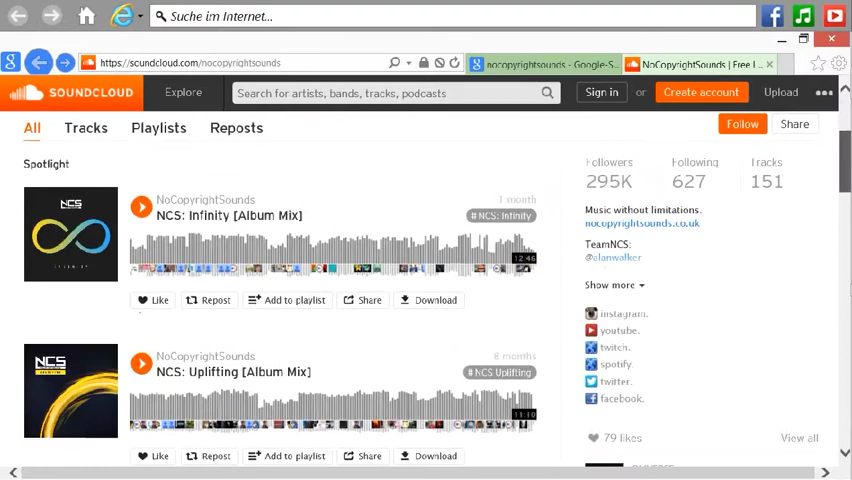 Suche im Internet...
https://scundcloud.com/nocopyrightsounds
nocopyrightsounds - Google-S...
NoCopyrightSounds | Free l...
SOUNDCLOUD
Explore
Search for artists, bands, tracks, podcasts
Sign in
or
Create account
Upload
All
Tracks
Playlists
Reposts
Follow
Share
Spotlight
Followers
Following
Tracks
295K
627
151
NCS
NoCopyrightSounds
1 month
NCS: Infinity [Album Mix]
# NCS: Infinity
12:46
Like
Repost
Add to playlist
Share
Download
Music without limitations.
nocopyrightsounds.co.uk
TeamNCS:
@alanwalker
Show more
instagram.
youtube.
twitch.
spotify.
twitter.
facebook.
NCS
NoCopyrightSounds
8 months
NCS: Uplifting [Album Mix]
# NCS Uplifting
11:10
Like
Repost
Add to playlist
Share
Download
79 likes
View all